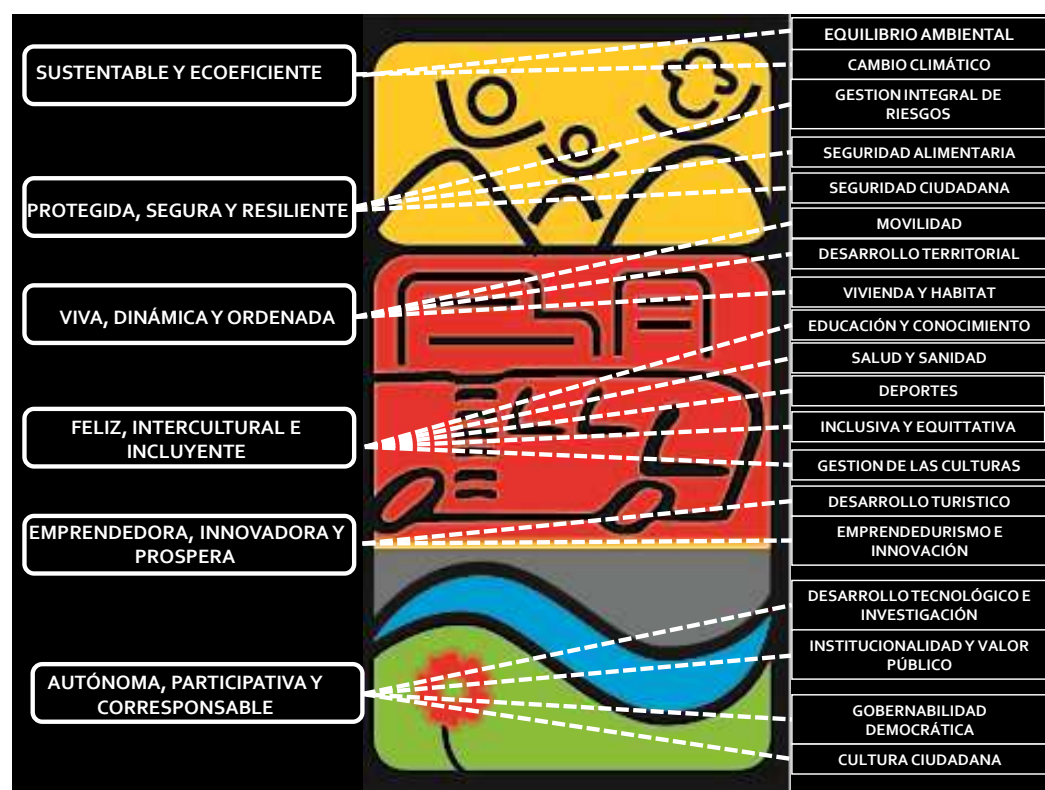 SUSTENTABLE Y ECOEFICIENTE
PROTEGIDA, SEGURA Y RESILIENTE
VIVA, DINÁMICA Y ORDENADA
FELIZ, INTERCULTURAL E
INCLUYENTE
EMPRENDEDORA, INNOVADORA Y
PROSPERA
AUTÓNOMA, PARTICIPATIVA Y
CORRESPONSABLE
EQUILIBRIO AMBIENTAL
CAMBIO CLIMÁTICO
GESTION INTEGRAL DE
RIESGOS
SEGURIDAD ALIMENTARIA
SEGURIDAD CIUDADANA
MOVILIDAD
DESARROLLO TERRITORIAL
VIVIENDA Y HABITAT
EDUCACIÓN Y CONOCIMIENTO
SALUD Y SANIDAD
DEPORTES
INCLUSIVA Y EQUITTATIVA
GESTION DE LAS CULTURAS
DESARROLLO TURISTICO
EMPRENDEDURISMO E
INNOVACIÓN
DESARROLLO TECNOLÓGICO E
INVESTIGACIÓN
INSTITUCIONALIDAD Y VALOR
PÚBLICO
GOBERNABILIDAD
DEMOCRÁTICA
CULTURA CIUDADANA